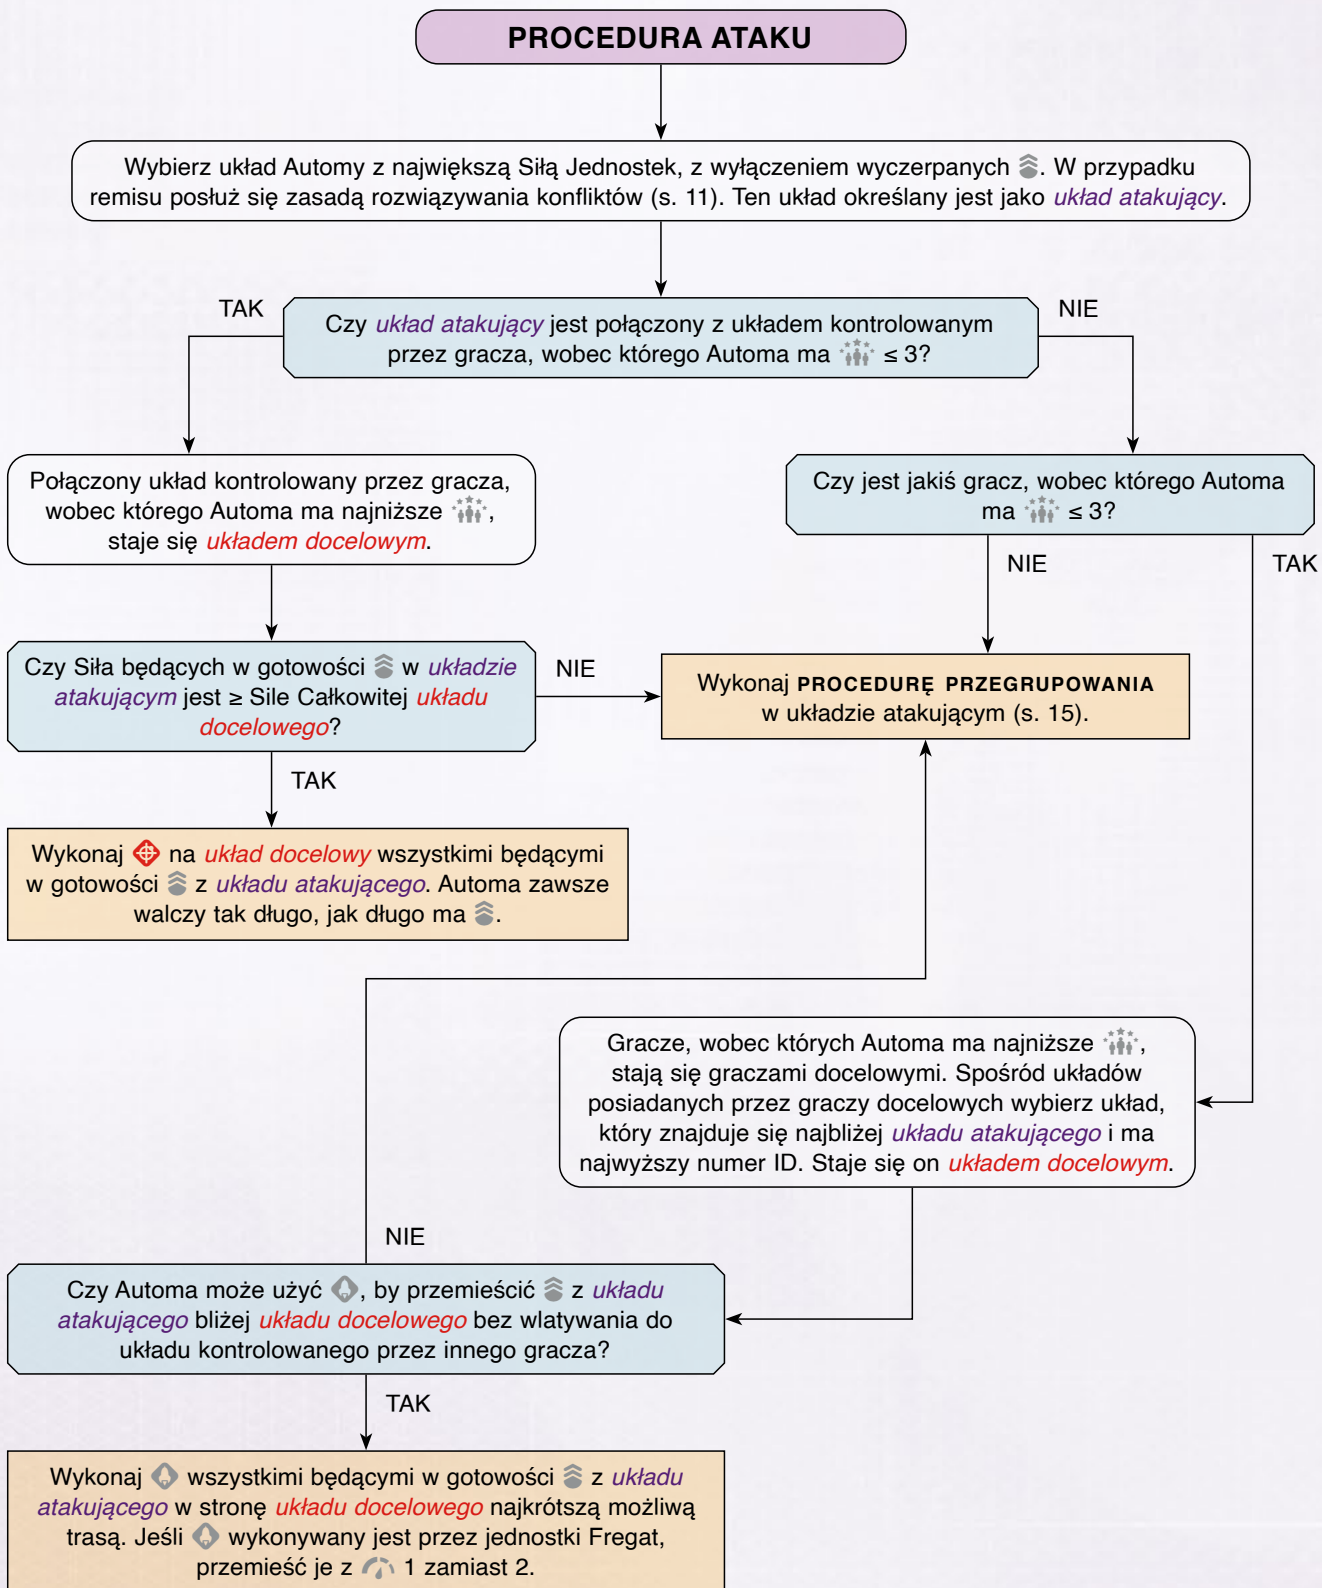 PROCEDURA ATAKU
Wybierz układ Automy z największą Siłą Jednostek, z wyłączeniem wyczerpanych . W przypadku
remisu posłuż się zasadą rozwiązywania konfliktów (s. 11). Ten układ określany jest jako układ atakujący.
TAK
Czy układ atakujący jest połączony z układem kontrolowanym
przez gracza, wobec którego Automa ma ≤ 3?
NIE
Połączony układ kontrolowany przez gracza,
wobec którego Automa ma najniższe ,
staje się układem docelowym.
Czy jest jakiś gracz, wobec którego Automa
ma ≤ 3?
NIE
TAK
Czy Siła będących w gotowości w układzie
atakującym jest ≥ Sile Całkowitej układu
docelowego?
NIE
Wykonaj PROCEDURĘ PRZEGRUPOWANIA
w układzie atakującym (s. 15).
TAK
Wykonaj na układ docelowy wszystkimi będącymi
w gotowości z układu atakującego. Automa zawsze
walczy tak długo, jak długo ma .
Gracze, wobec których Automa ma najniższe ,
stają się graczami docelowymi. Spośród układów
posiadanych przez graczy docelowych wybierz układ,
który znajduje się najbliżej układu atakującego i ma
najwyższy numer ID. Staje się on układem docelowym.
NIE
Czy Automa może użyć , by przemieścić z układu
atakującego bliżej układu docelowego bez wlatywania do
układu kontrolowanego przez innego gracza?
TAK
Wykonaj wszystkimi będącymi w gotowości z układu
atakującego w stronę układu docelowego najkrótszą możliwą
trasą. Jeśli wykonywany jest przez jednostki Fregat,
przemieść je z 1 zamiast 2.